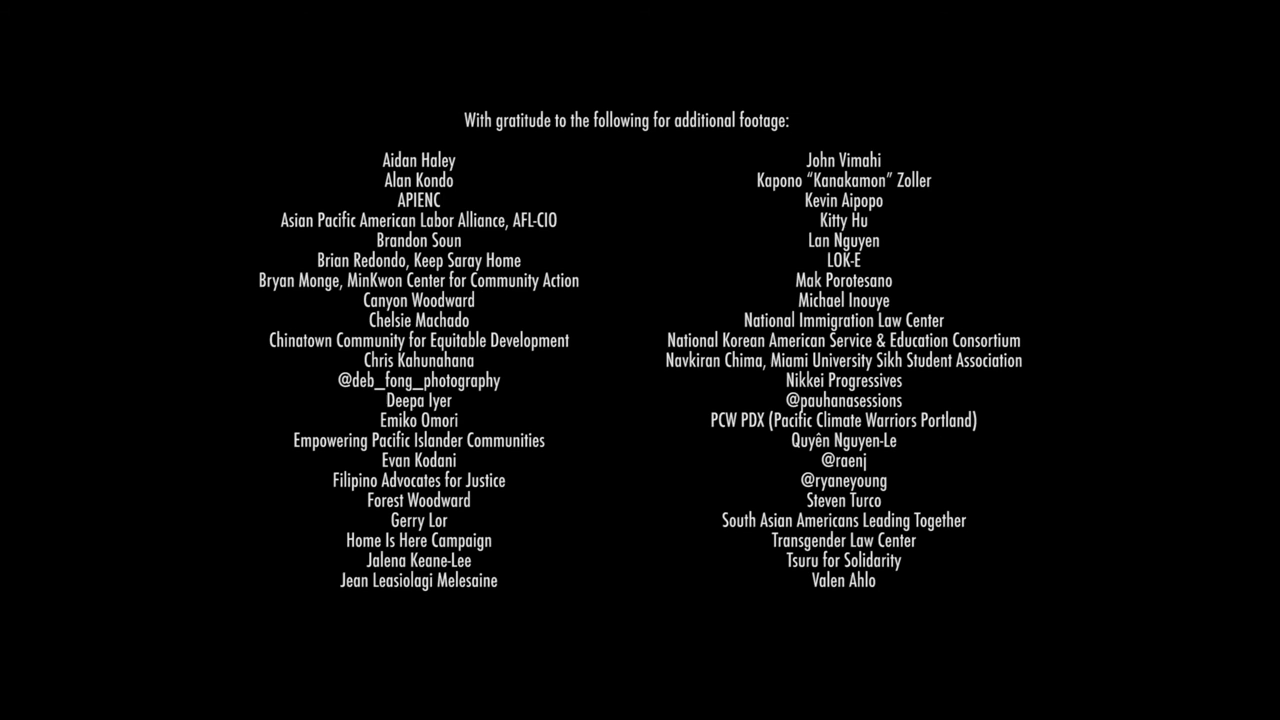 With gratitude to the following for additional footage:
Aidan Haley
Alan Kondo
APIENC
Asian Pacific American Labor Alliance, AFL-CIO
Brandon Soun
Brian Redondo, Keep Saray Home
Bryan Monge, MinKwon Center for Community Action
Canyon Woodward
Chelsie Machado
Chinatown Community for Equitable Development
Chris Kahunahana
@deb_fong_photography
Deepa Iyer
Emiko Omori
Empowering Pacific Islander Communities
Evan Kodani
Filipino Advocates for Justice
Forest Woodward
Gerry Lor
Home Is Here Campaign
Jalena Keane-Lee
Jean Leasiolagi Melesaine
John Vimahi
Kapono “Kanakamon” Zoller
Kevin Aipopo
Kitty Hu
Lan Nguyen
LOK-E
Mak Porotesano
Michael Inouye
National Immigration Law Center
National Korean American Service & Education Consortium
Navkiran Chima, Miami University Sikh Student Association
Nikkei Progressives
@pauhanasessions
PCW PDX (Pacific Climate Warriors Portland)
Quyên Nguyen-Le
@raenj
@ryaneyoung
Steven Turco
South Asian Americans Leading Together
Transgender Law Center
Tsuru for Solidarity
Valen Ahlo